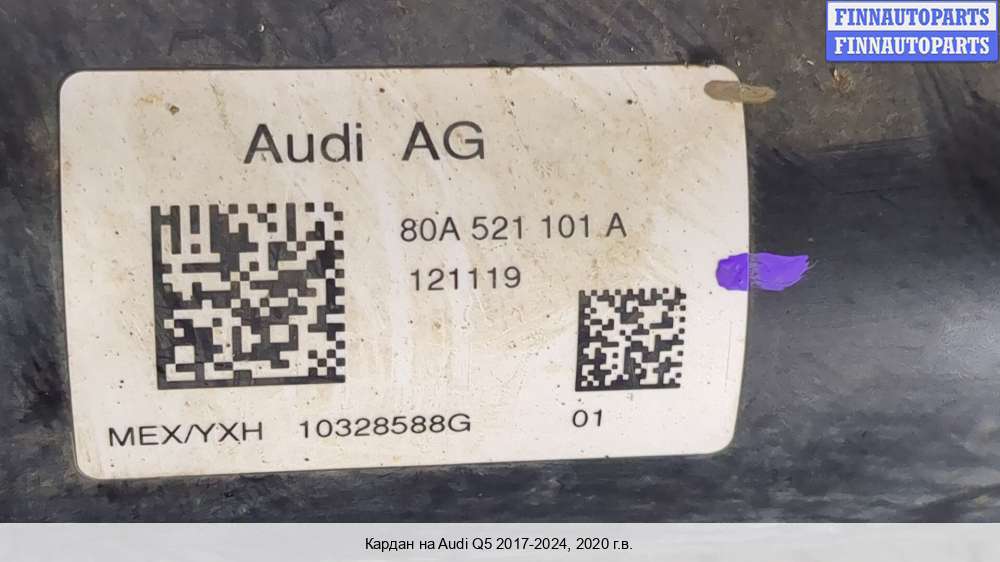 FINNAUTOPARTS
FINNAUTOPARTS
Audi AG
80A 521 101 A
121119
MEX/YXH 10328588G
01
Кардан на Audi Q5 2017-2024, 2020 г.в.